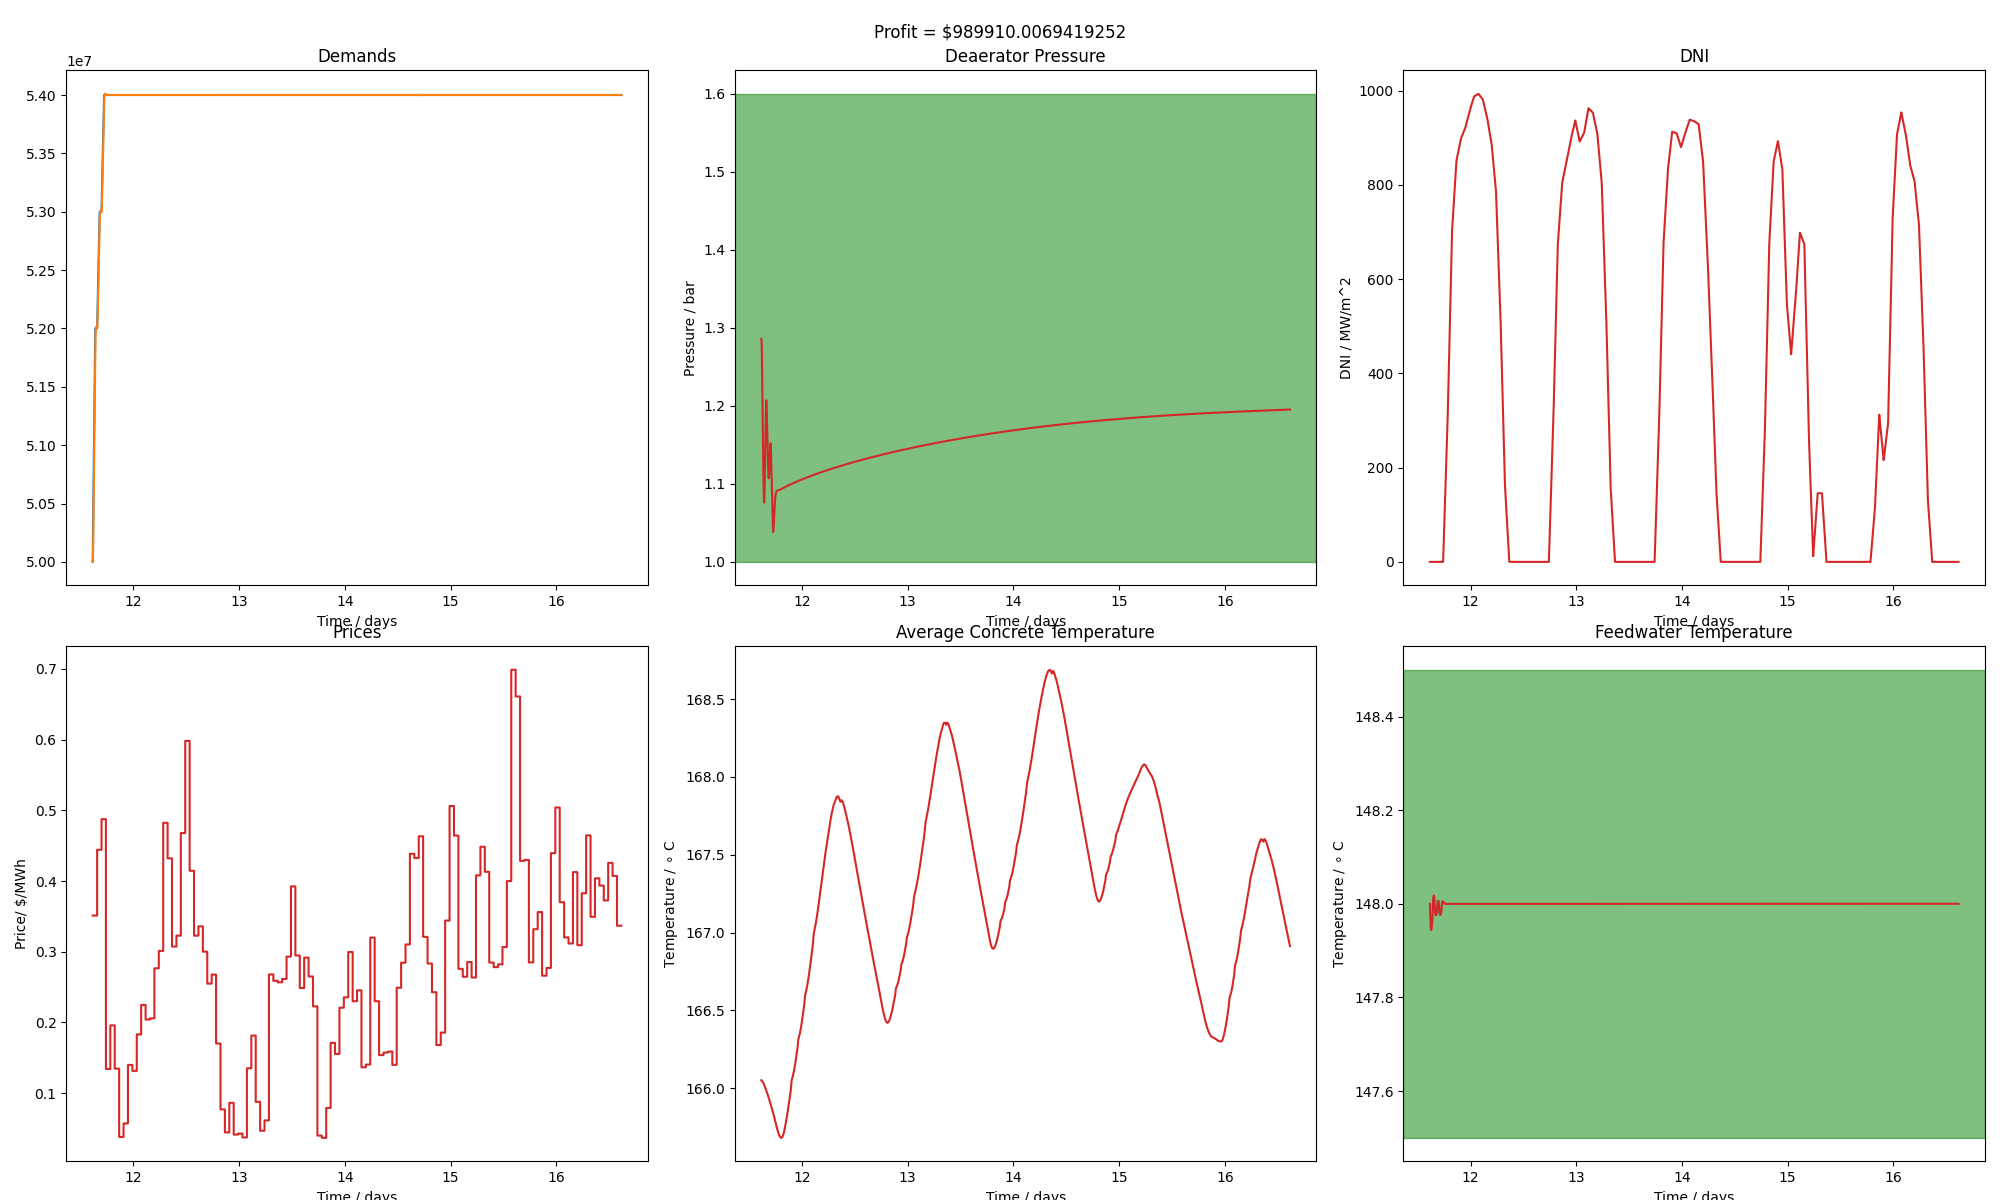 Profit = $989910.0069419252
Demands
1e7
5.40
5.35
5.30
5.25
5.20
5.15
5.10
5.05
5.00
12 13 14 15 16
Time / days
Deaerator Pressure
Pressure / bar
1.6
1.5
1.4
1.3
1.2
1.1
1.0
12 13 14 15 16
Time / days
DNI
DNI / MW/m^2
1000
800
600
400
200
0
12 13 14 15 16
Time / days
Prices
Price/ $/MWh
0.7
0.6
0.5
0.4
0.3
0.2
0.1
12 13 14 15 16
Time / days
Average Concrete Temperature
Temperature / ∘ C
168.5
168.0
167.5
167.0
166.5
166.0
12 13 14 15 16
Time / days
Feedwater Temperature
Temperature / ∘ C
148.4
148.2
148.0
147.8
147.6
12 13 14 15 16
Time / days